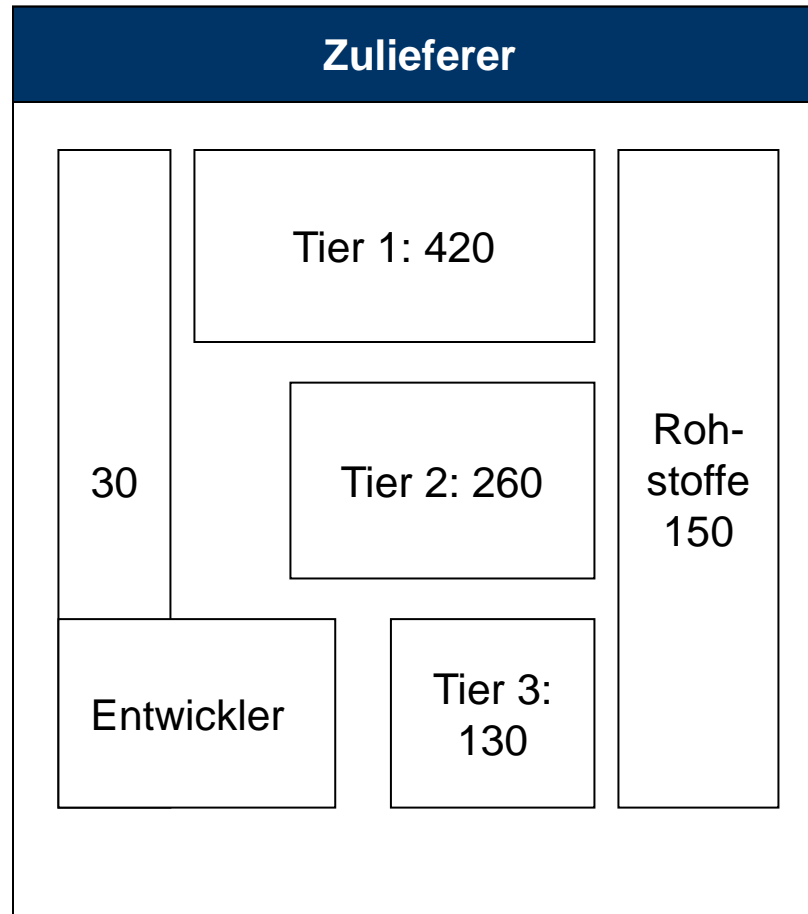 Zulieferer
Tier 1: 420
30
Tier 2: 260
Roh-
stoffe
150
Entwickler
Tier 3:
130